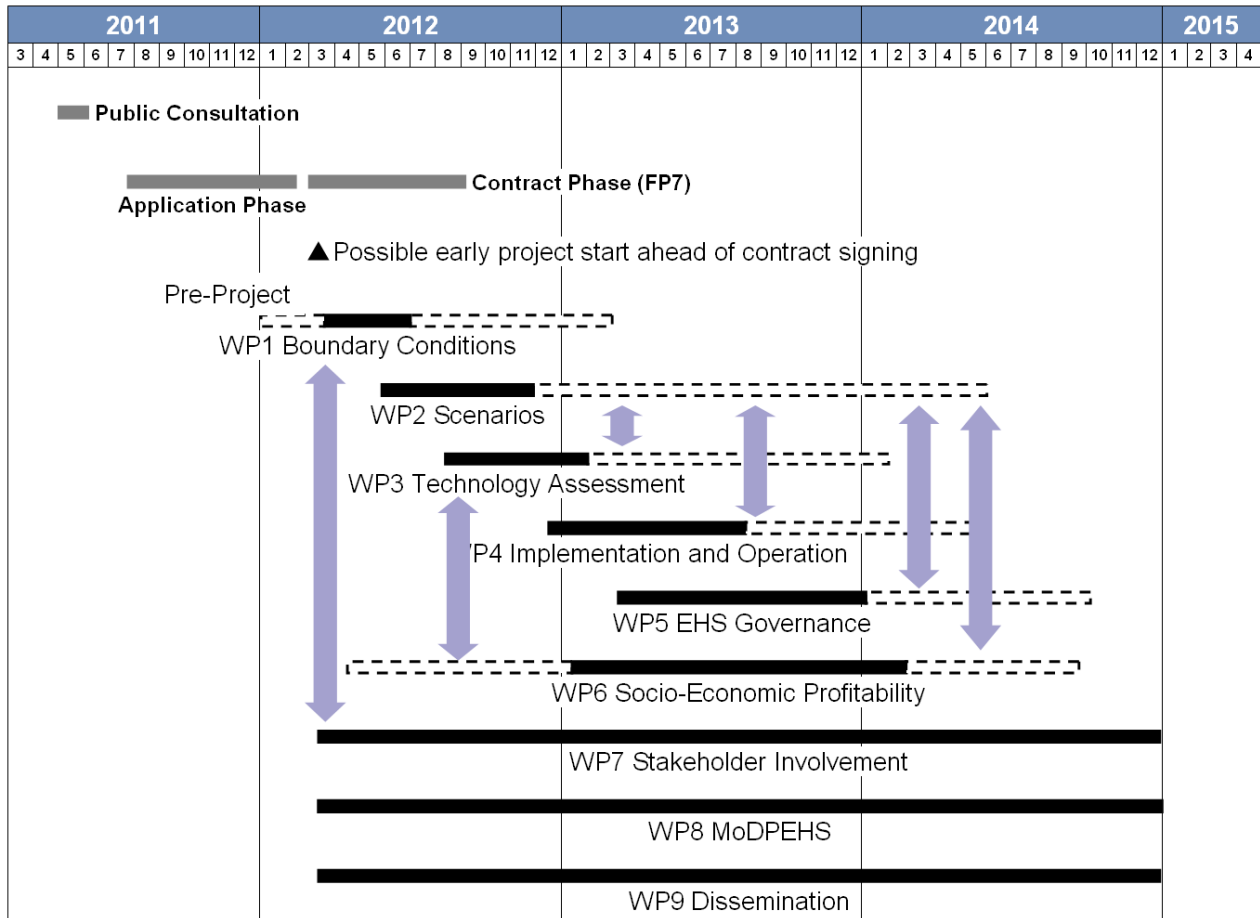 2011 2012 2013 2014 2015
3 4 5 6 7 8 9 10 11 12 1 2 3 4 5 6 7 8 9 10 11 12 1 2 3 4 5 6 7 8 9 10 11 12 1 2 3 4 5 6 7 8 9 10 11 12 1 2 3 4
Public Consultation
Contract Phase (FP7)
Application Phase
Possible early project start ahead of contract signing
Pre-Project
WP1 Boundary Conditions
WP2 Scenarios
WP3 Technology Assessment
WP4 Implementation and Operation
WP5 EHS Governance
WP6 Socio-Economic Profitability
WP7 Stakeholder Involvement
WP8 MoDPEHS
WP9 Dissemination